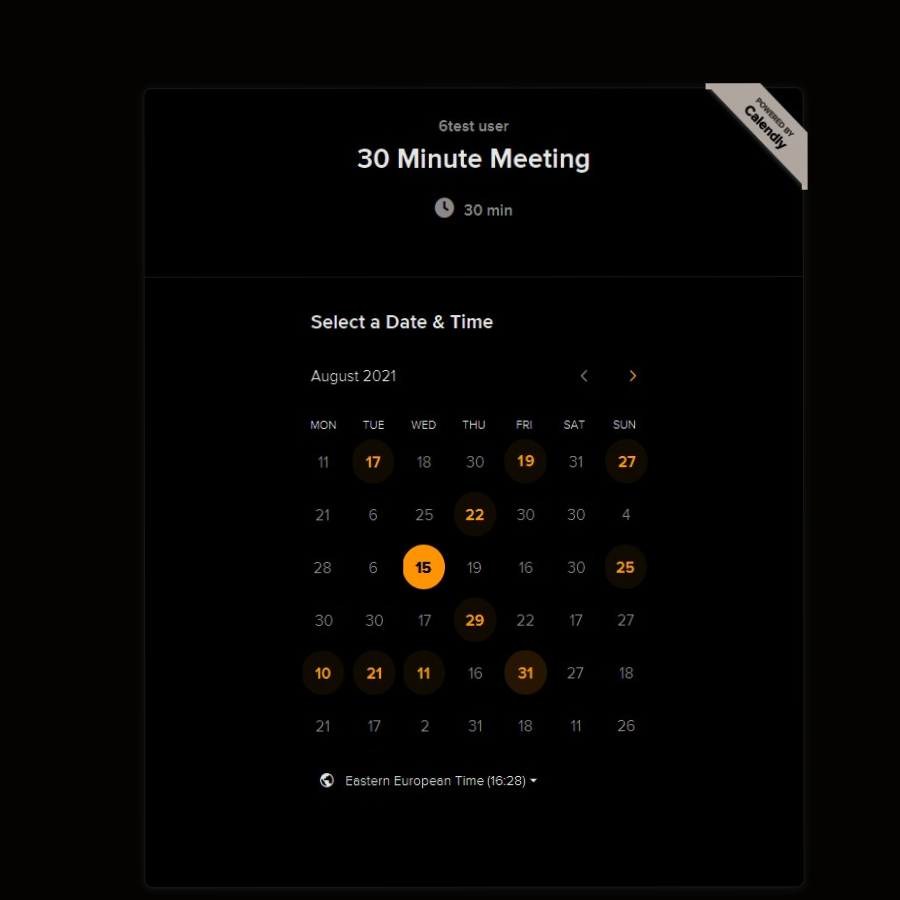 POWERED BY
Calendly
6test user
30 Minute Meeting
30 min
Select a Date & Time
August 2021
MON TUE WED THU FRI SAT SUN
11 17 18 30 19 31 27
21 6 25 22 30 30 4
28 6 15 19 16 30 25
30 30 17 29 22 17 27
10 21 11 16 31 27 18
21 17 2 31 18 11 26
Eastern European Time (16:28)